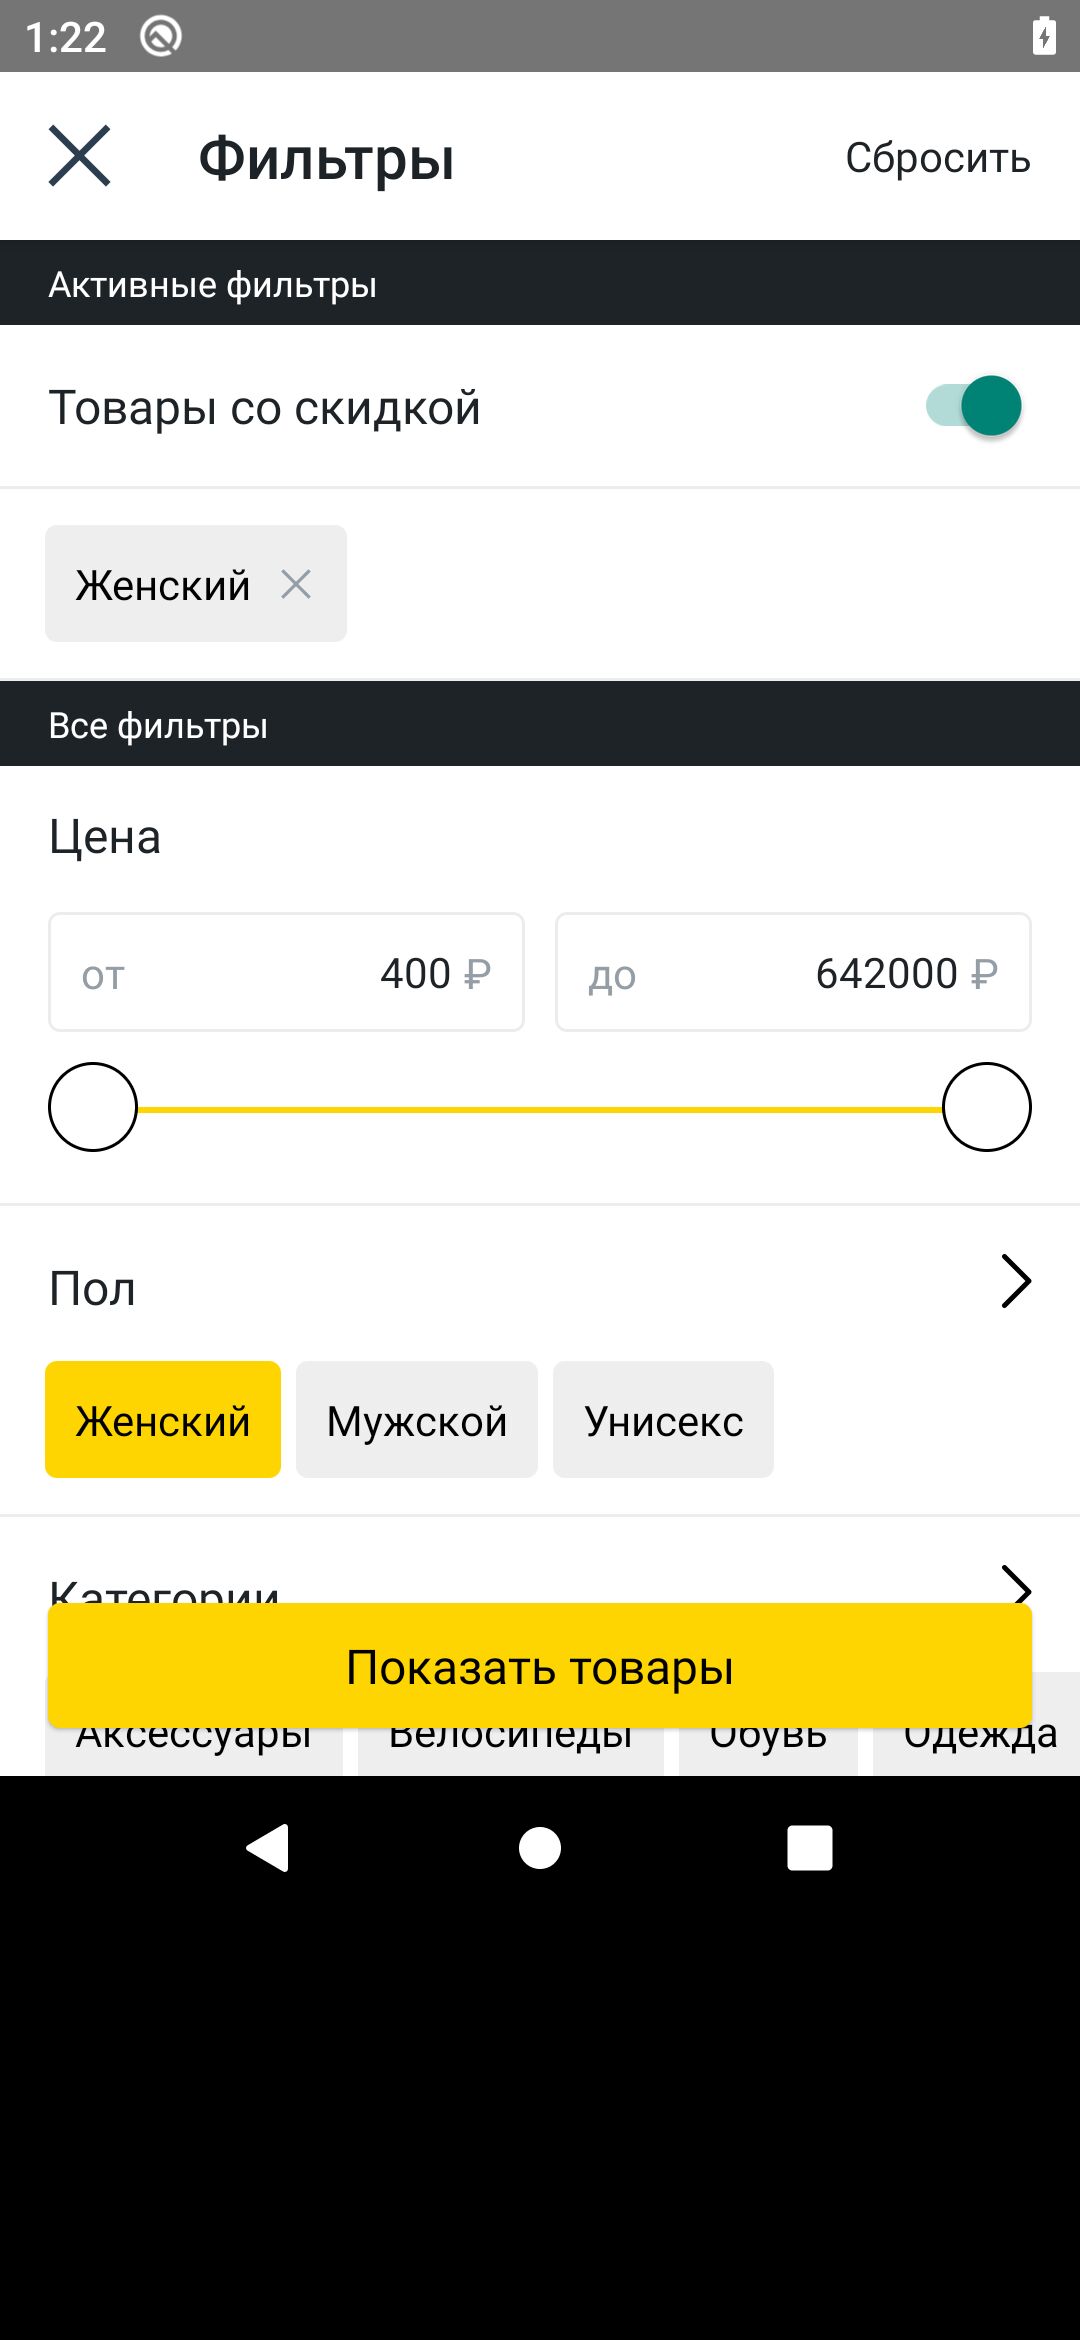 1:22
Фильтры
Сбросить
Активные фильтры
Товары со скидкой
Женский
Все фильтры
Цена
от 400 ₽
до 642000 ₽
Пол
Женский Мужской Унисекс
Категории
Показать товары
Аксессуары Велосипеды Обувь Одежда